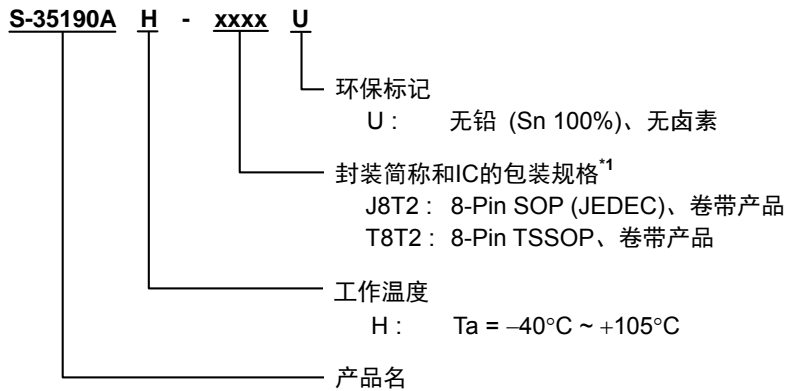 S-35190A H - xxxx U
环保标记
U : 无铅 (Sn 100%)、无卤素
封装简称和IC的包装规格*1
J8T2 : 8-Pin SOP (JEDEC)、卷带产品
T8T2 : 8-Pin TSSOP、卷带产品
工作温度
H : Ta = −40°C ~ +105°C
产品名